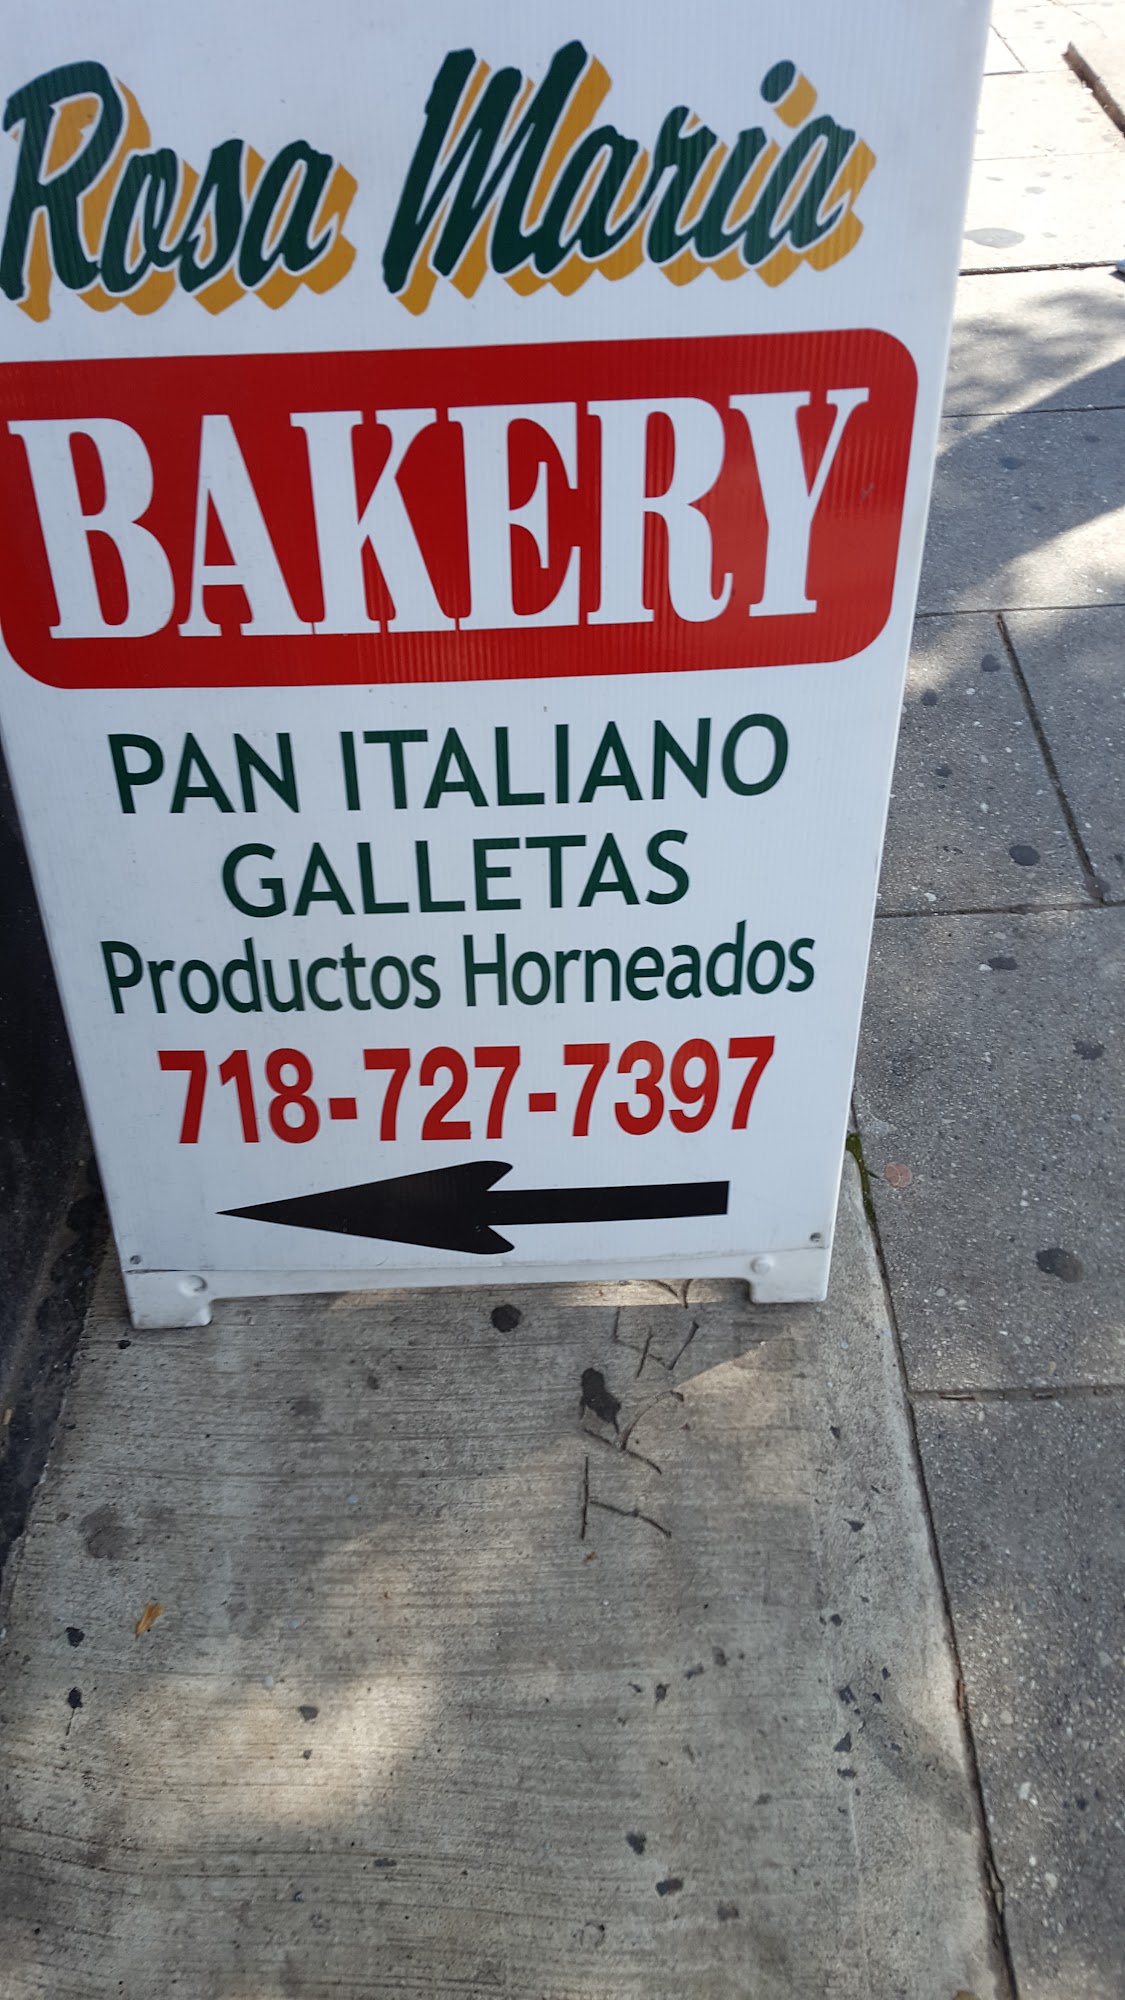 Rosa Maria
BAKERY
PAN ITALIANO
GALLETAS
Productos Horneados
718-727-7397